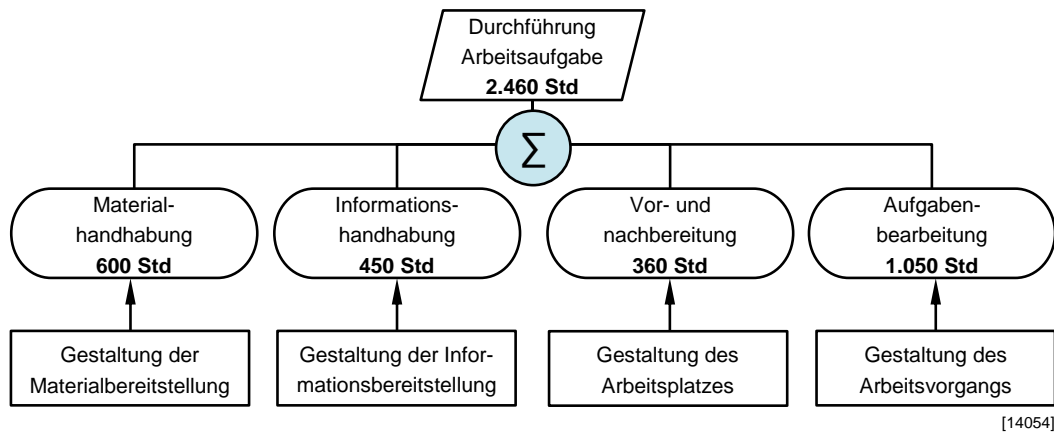 Durchführung
Arbeitsaufgabe
2.460 Std
∑
Material-
handhabung
600 Std
Informations-
handhabung
450 Std
Vor- und
nachbereitung
360 Std
Aufgaben-
bearbeitung
1.050 Std
Gestaltung der
Materialbereitstellung
Gestaltung der Infor-
mationsbereitstellung
Gestaltung des
Arbeitsplatzes
Gestaltung des
Arbeitsvorgangs
[14054]